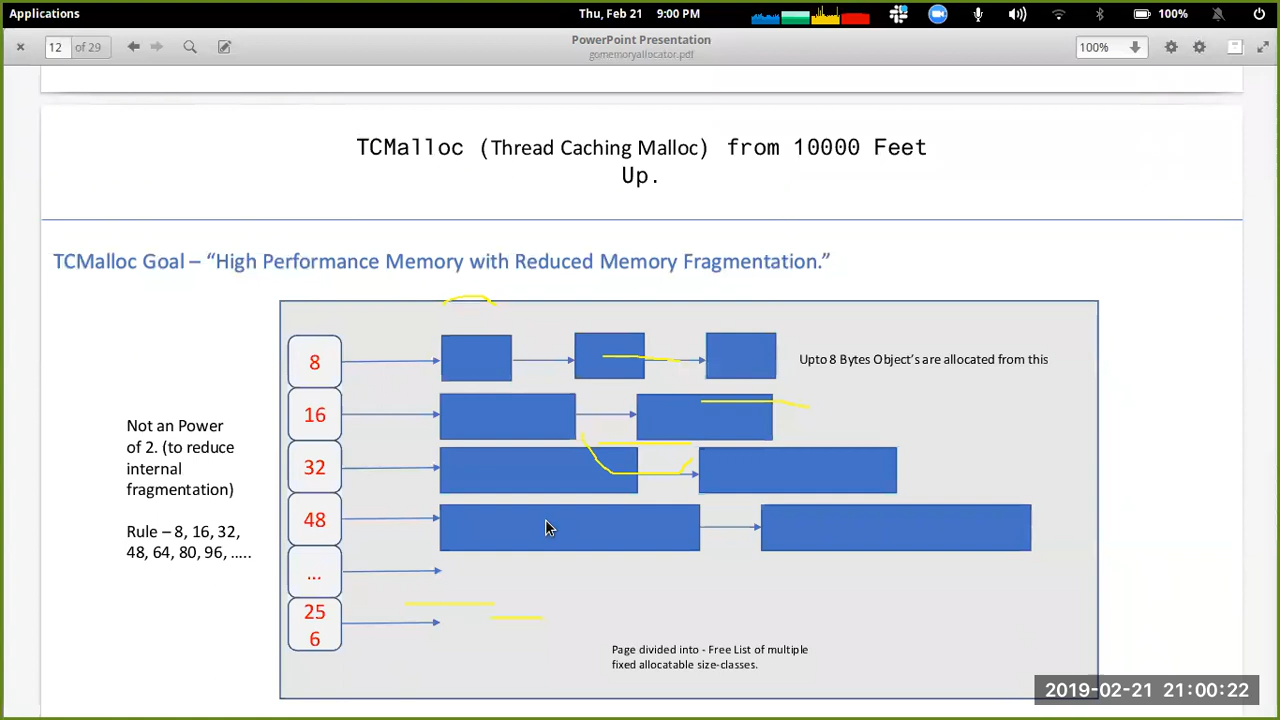 Applications
Thu, Feb 21 9:00 PM
100%
12 of 29
PowerPoint Presentation
gomemoryallocator.pdf
100%
TCMalloc (Thread Caching Malloc) from 10000 Feet
Up.
TCMalloc Goal – “High Performance Memory with Reduced Memory Fragmentation.”
8
Upto 8 Bytes Object’s are allocated from this
16
32
48
...
25
6
Not an Power
of 2. (to reduce
internal
fragmentation)
Rule – 8, 16, 32,
48, 64, 80, 96, …..
Page divided into - Free List of multiple
fixed allocatable size-classes.
2019-02-21 21:00:22